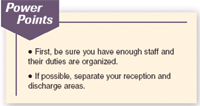 Power
Points
• First, be sure you have enough staff and
their duties are organized.
• If possible, separate your reception and
discharge areas.